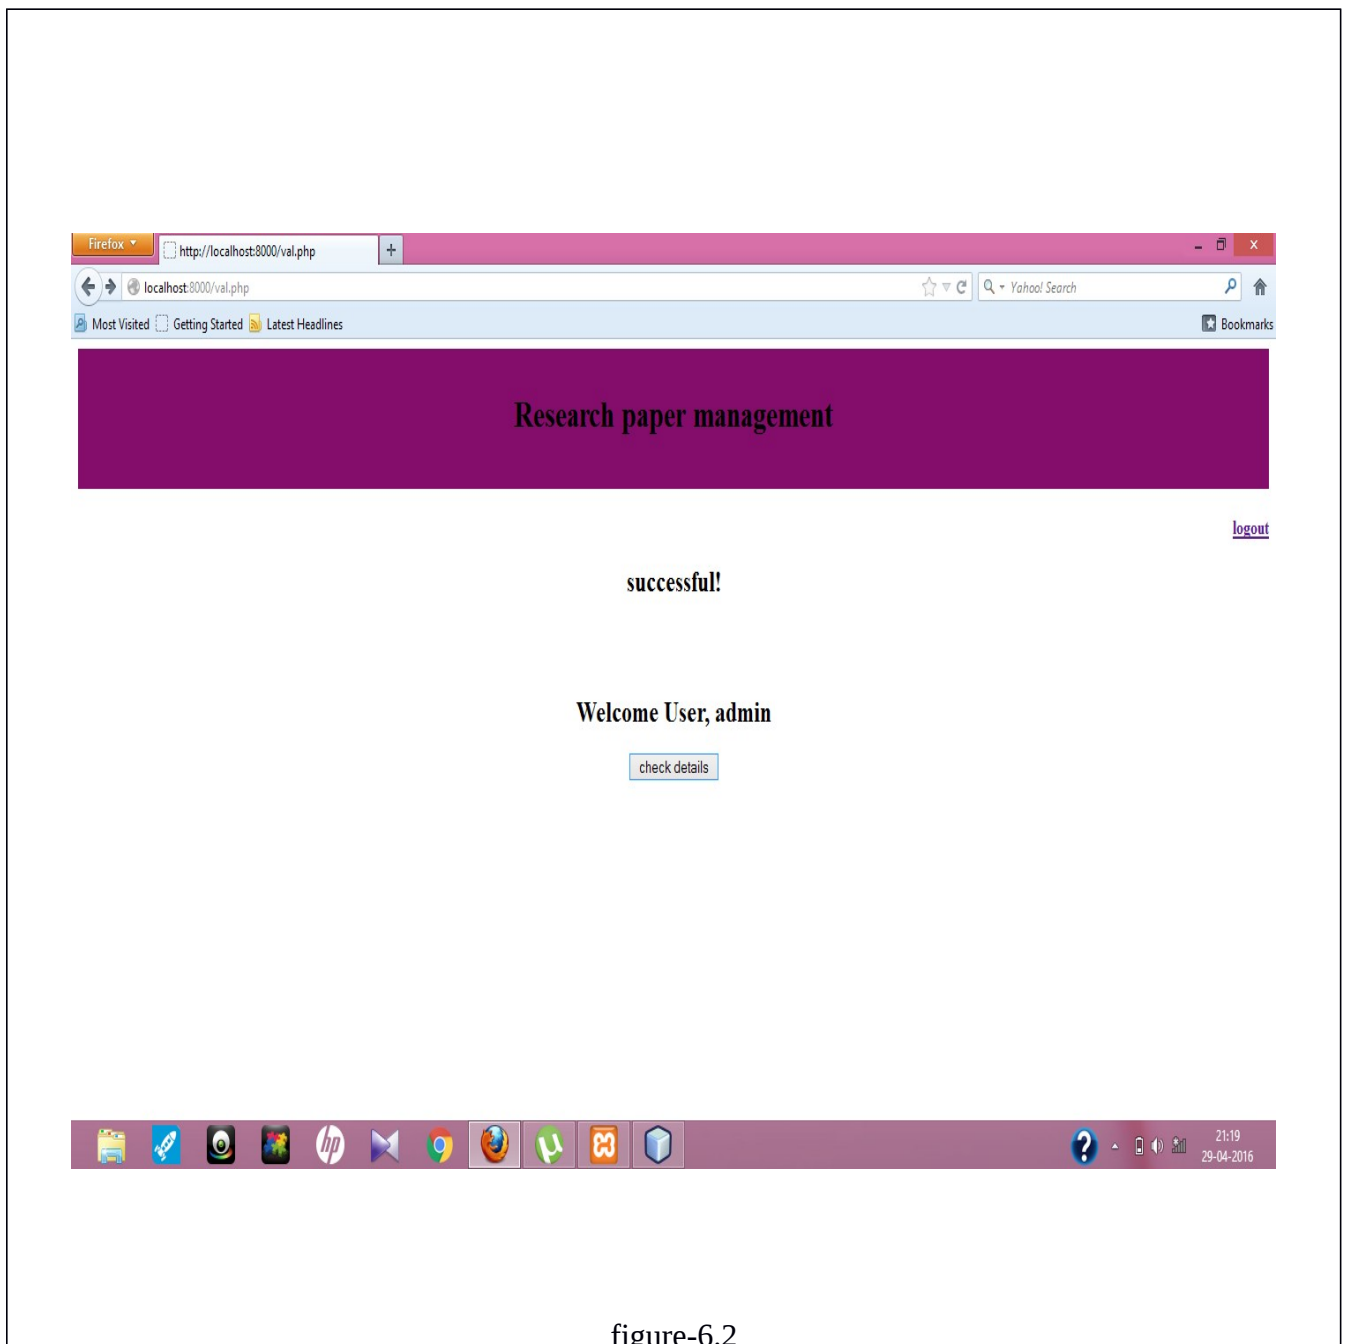 Firefox
http://localhost:8000/val.php
+
localhost:8000/val.php
Yahoo! Search
Most Visited Getting Started Latest Headlines
Bookmarks
Research paper management
logout
successful!
Welcome User, admin
check details
hp
21:19
29-04-2016
figure-6.2